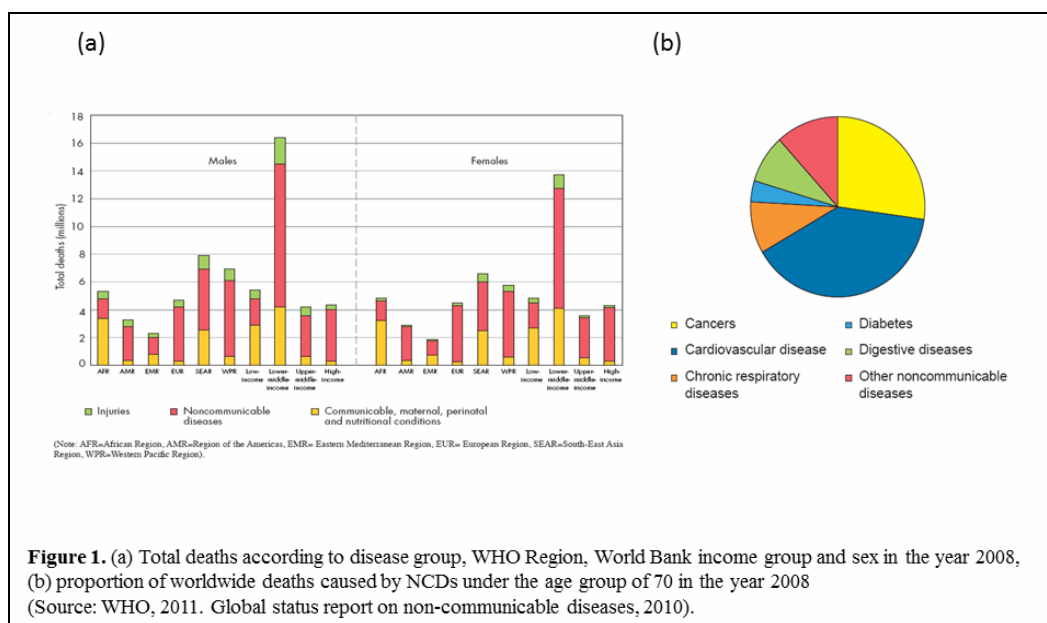 (a)
(b)
18
16
14
12
10
8
6
4
2
0
Total deaths (millions)
Males
Females
AFR AMR EMR EUR SEAR WPR Low-income Lower-middle-income Upper-middle-income High-income
AFR AMR EMR EUR SEAR WPR Low-income Lower-middle-income Upper-middle-income High-income
Injuries
Noncommunicable diseases
Communicable, maternal, perinatal and nutritional conditions
(Note: AFR=African Region, AMR=Region of the Americas, EMR= Eastern Mediterranean Region, EUR= European Region, SEAR=South-East Asia
Region, WPR=Western Pacific Region).
Cancers
Cardiovascular disease
Chronic respiratory
diseases
Diabetes
Digestive diseases
Other noncommunicable
diseases
Figure 1. (a) Total deaths according to disease group, WHO Region, World Bank income group and sex in the year 2008,
(b) proportion of worldwide deaths caused by NCDs under the age group of 70 in the year 2008
(Source: WHO, 2011. Global status report on non-communicable diseases, 2010).